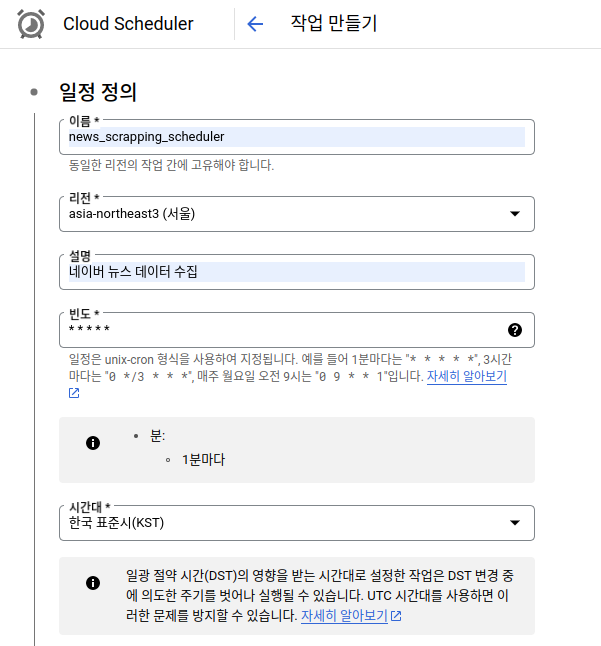 Cloud Scheduler
작업 만들기
일정 정의
이름 *
news_scrapping_scheduler
동일한 리전의 작업 간에 고유해야 합니다.
리전 *
asia-northeast3 (서울)
설명
네이버 뉴스 데이터 수집
빈도 *
* * * * *
일정은 unix-cron 형식을 사용하여 지정됩니다. 예를 들어 1분마다는 "* * * * *", 3시간
마다는 "0 */3 * * *", 매주 월요일 오전 9시는 "0 9 * * 1"입니다. 자세히 알아보기
분:
1분마다
시간대 *
한국 표준시(KST)
일광 절약 시간(DST)의 영향을 받는 시간대로 설정한 작업은 DST 변경 중
에 의도한 주기를 벗어나 실행될 수 있습니다. UTC 시간대를 사용하면 이
러한 문제를 방지할 수 있습니다. 자세히 알아보기